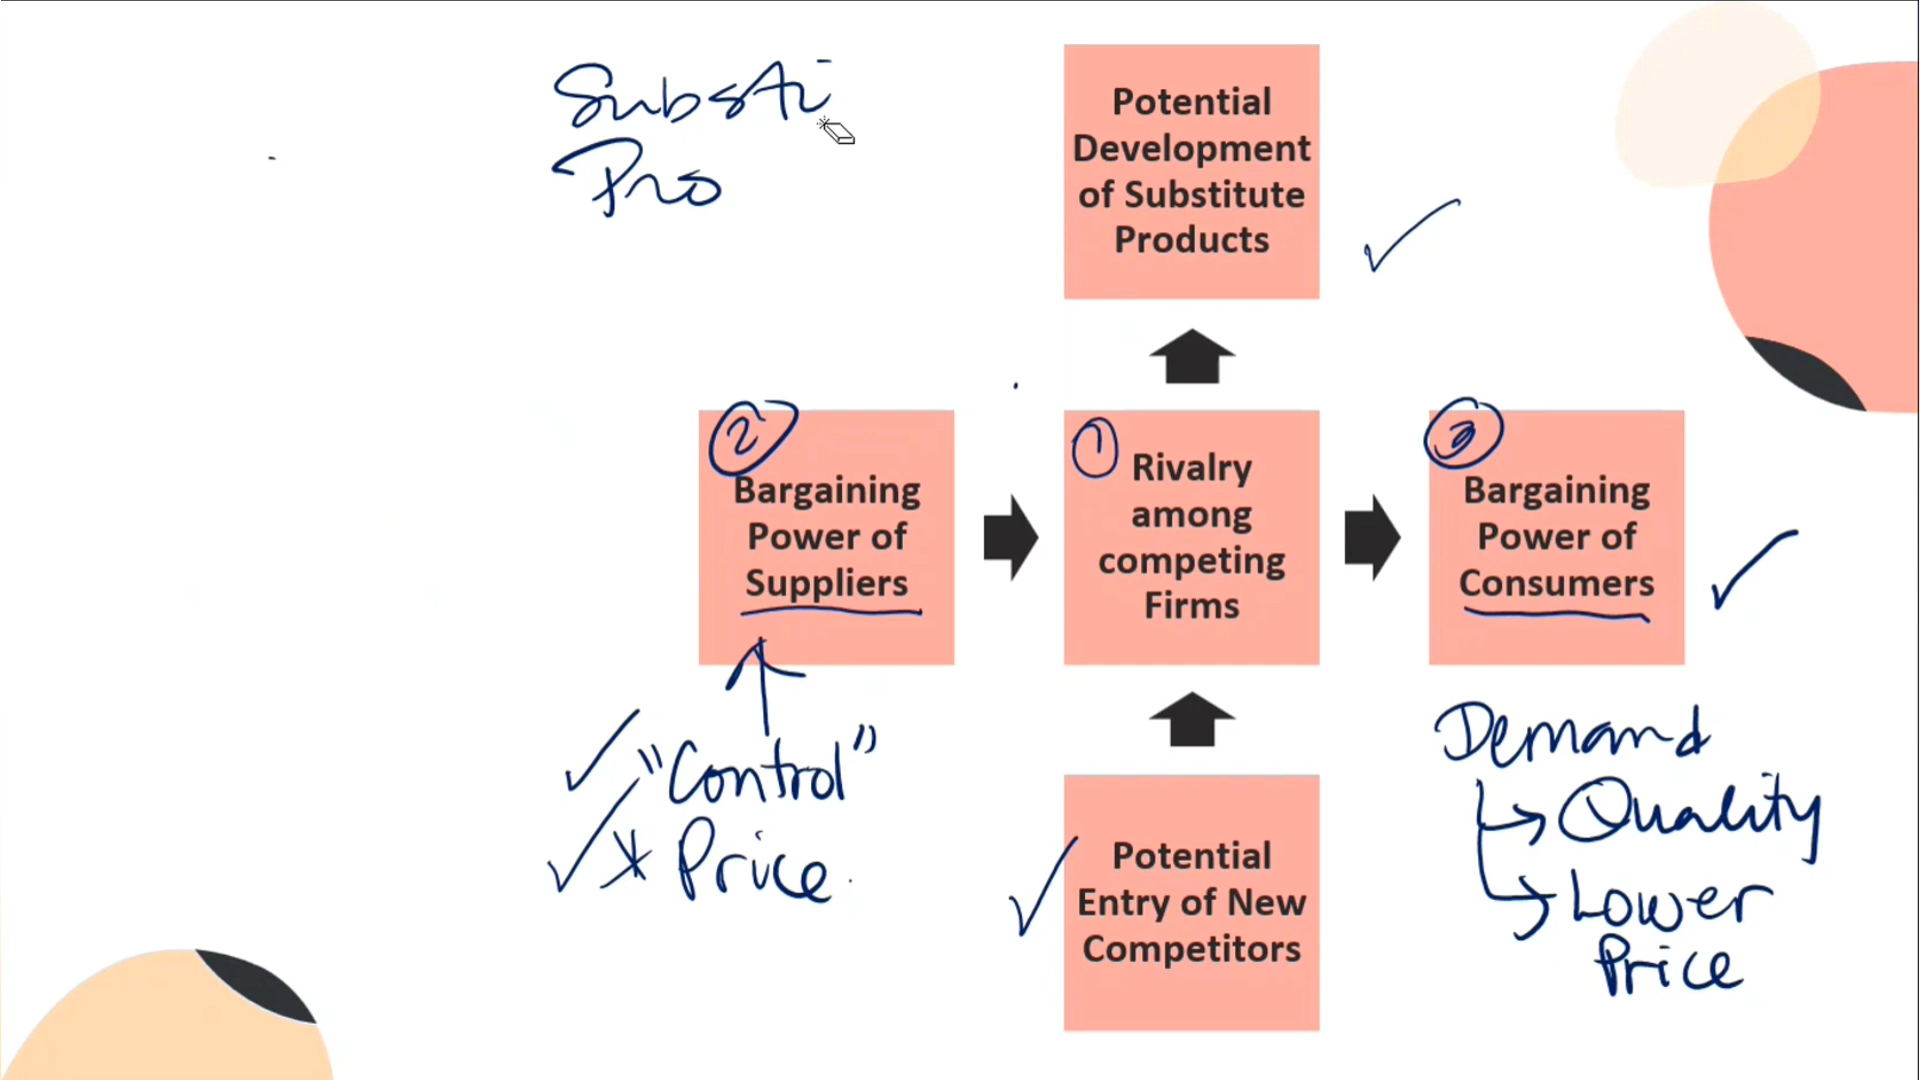 Substi
Pro
Potential
Development
of Substitute
Products
2
Bargaining
Power of
Suppliers
1
Rivalry
among
competing
Firms
3
Bargaining
Power of
Consumers
"Control"
* Price
Potential
Entry of New
Competitors
Demand
Quality
Lower
Price